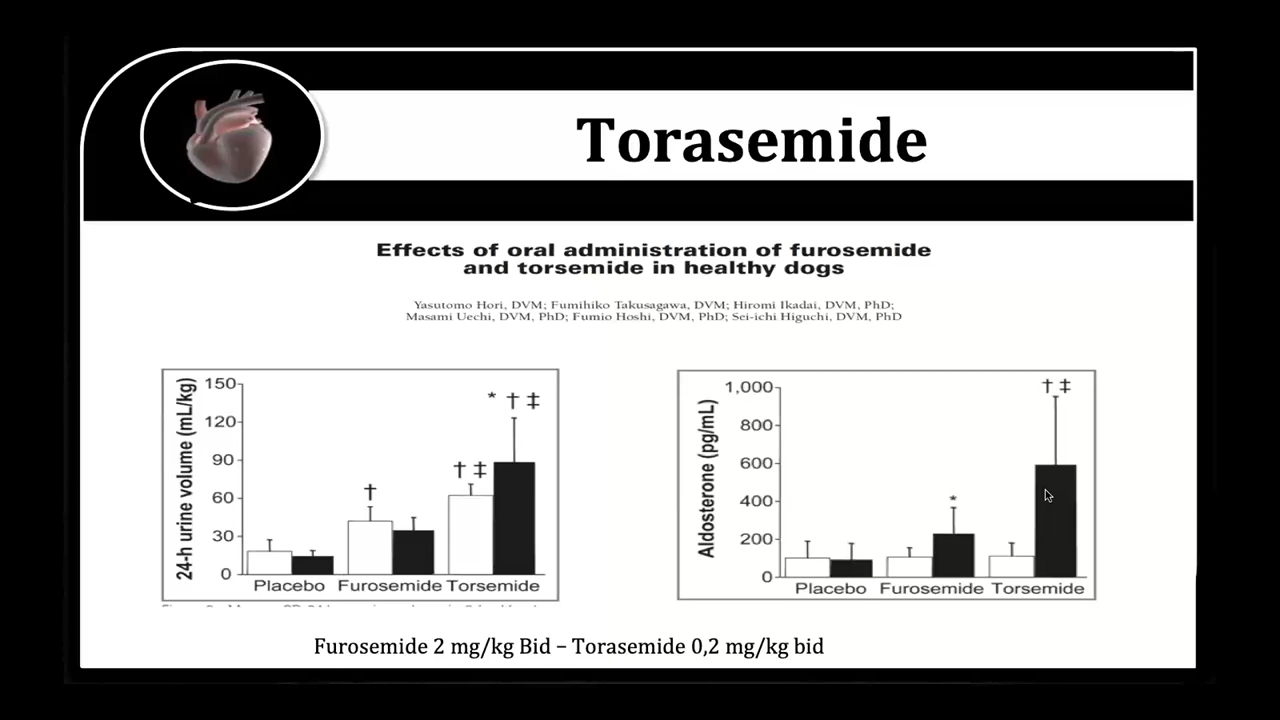 Torasemide
Effects of oral administration of furosemide
and torsemide in healthy dogs
Yasutomo Hori, DVM; Fumihiko Takusagawa, DVM; Hiromi Ikadai, DVM, PhD;
Masami Uechi, DVM, PhD; Fumio Hoshi, DVM, PhD; Sei-ichi Higuchi, DVM, PhD
24-h urine volume (mL/kg)
150
120
90
60
30
0
†
† ‡
* † ‡
Placebo Furosemide Torsemide
Aldosterone (pg/mL)
1,000
800
600
400
200
0
*
† ‡
Placebo Furosemide Torsemide
Furosemide 2 mg/kg Bid – Torasemide 0,2 mg/kg bid